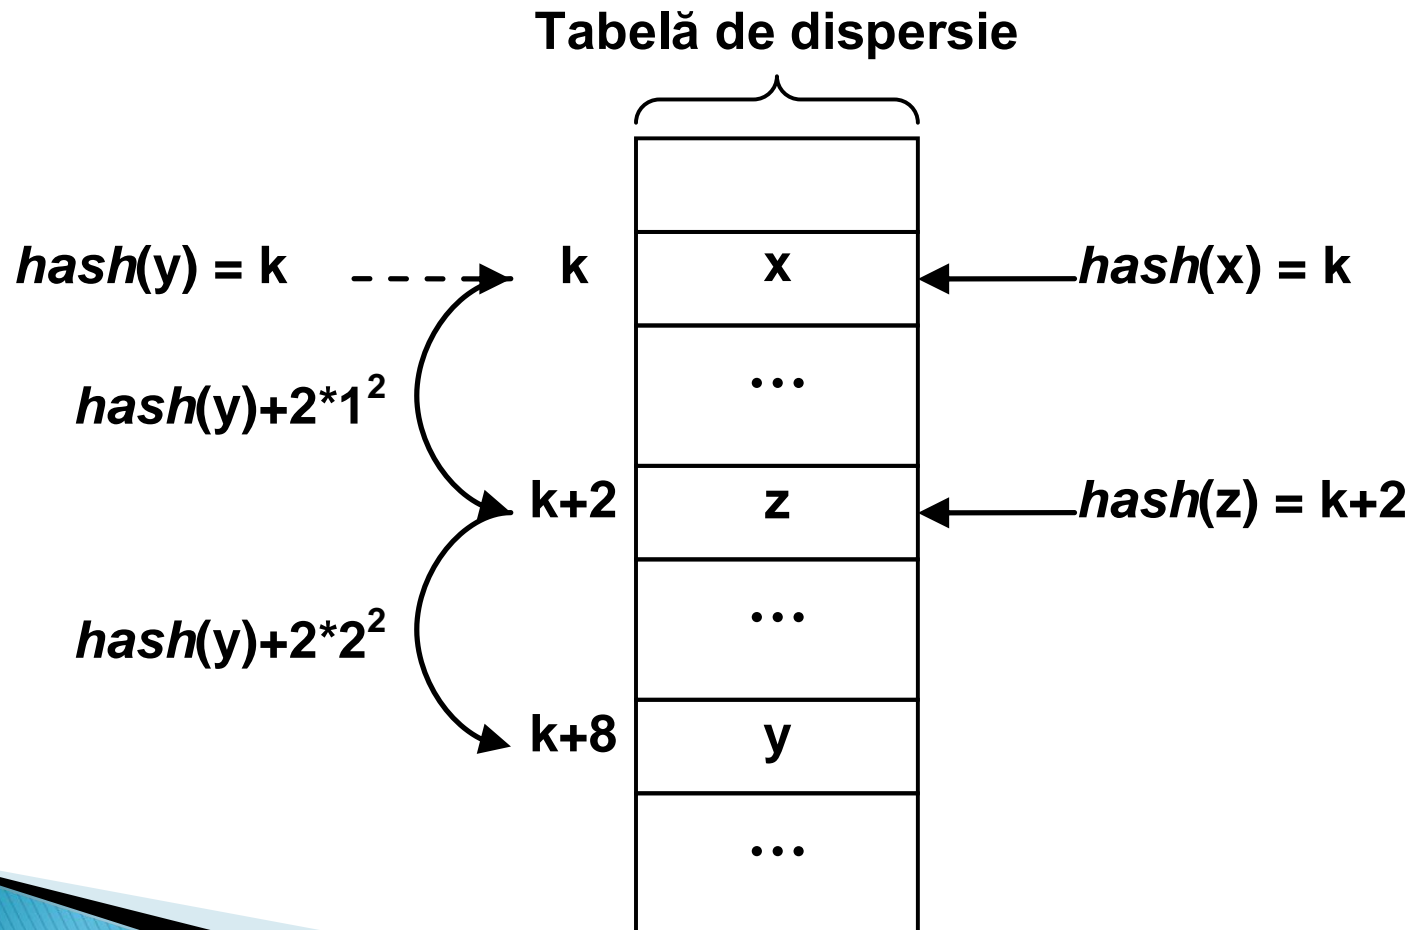 Tabelă de dispersie
hash(y) = k k x hash(x) = k
...
hash(y)+2*1²
k+2 z hash(z) = k+2
...
hash(y)+2*2²
k+8 y
...